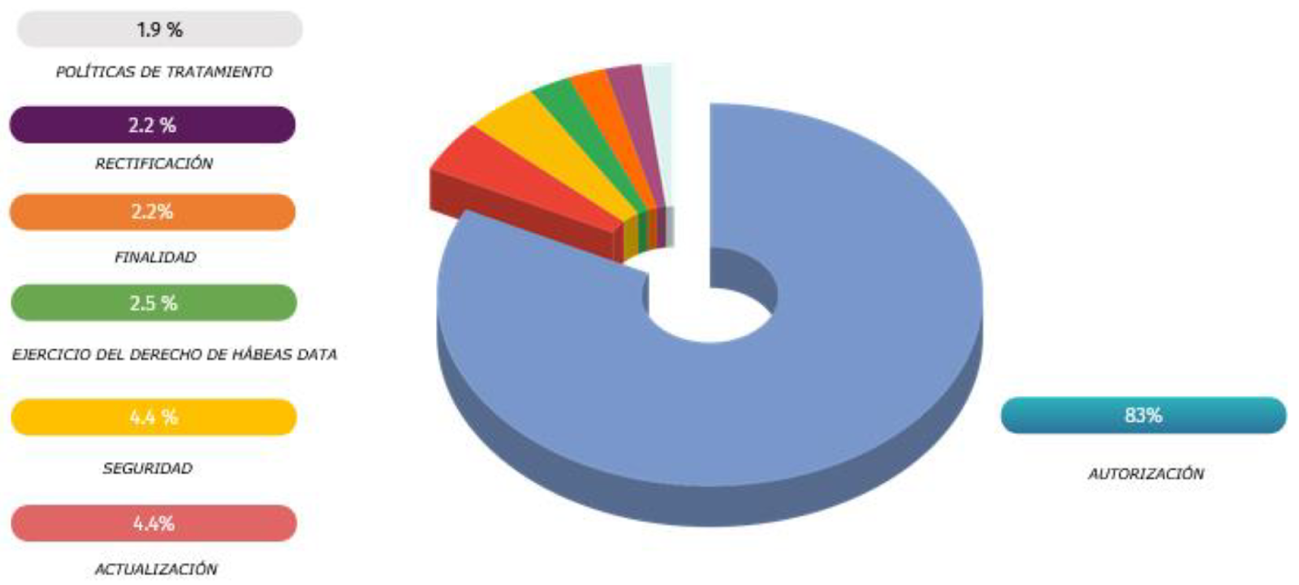 1.9 %
POLÍTICAS DE TRATAMIENTO
2.2 %
RECTIFICACIÓN
2.2%
FINALIDAD
2.5 %
EJERCICIO DEL DERECHO DE HÁBEAS DATA
4.4 %
SEGURIDAD
4.4%
ACTUALIZACIÓN
83%
AUTORIZACIÓN